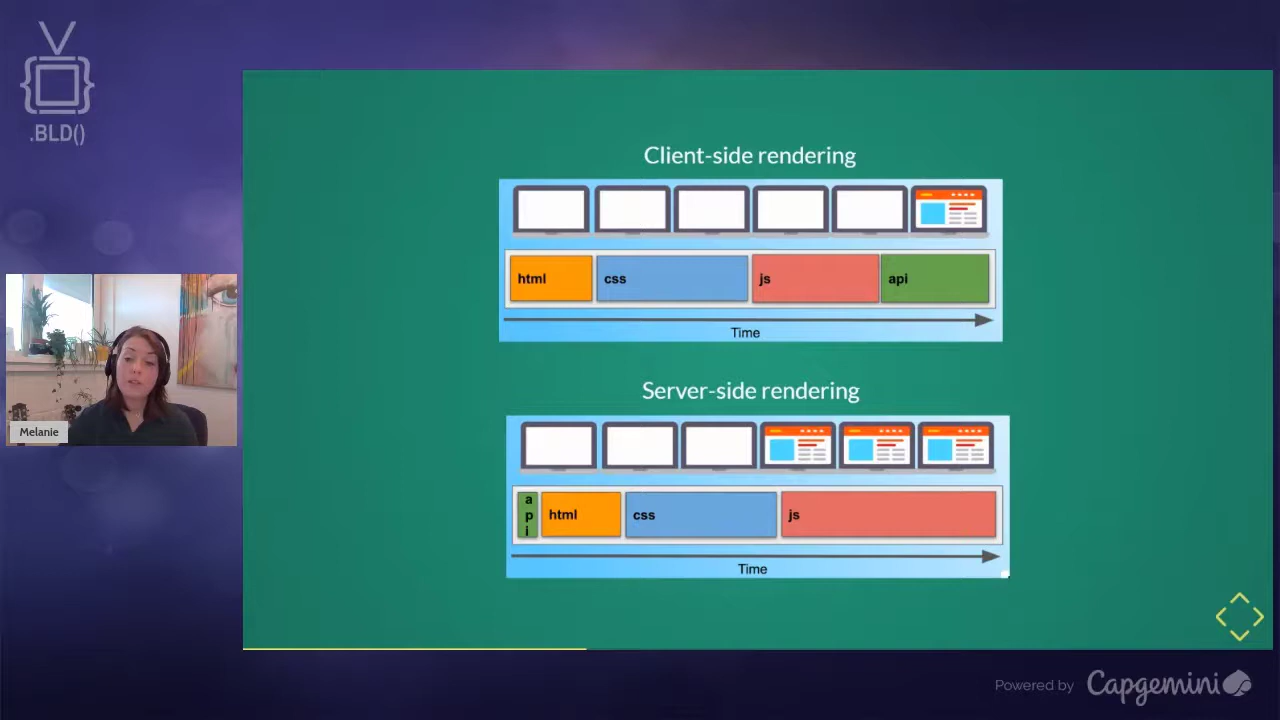 .BLD()
Client-side rendering
html css js api
Time
Server-side rendering
api html css js
Time
Melanie
Powered by Capgemini